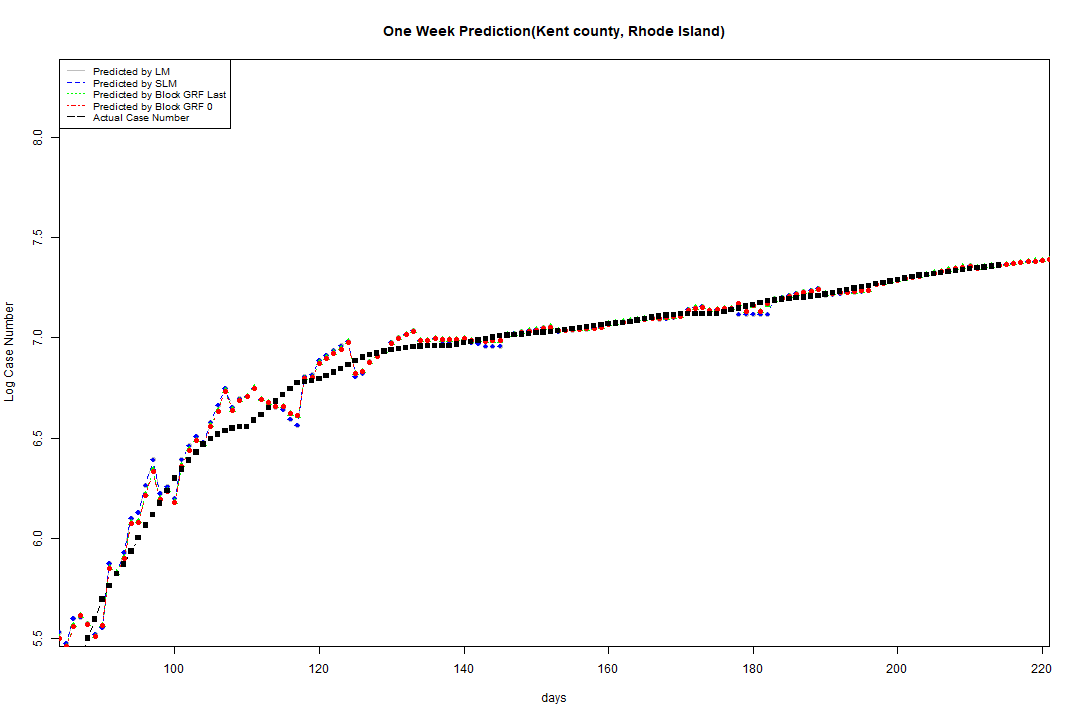 One Week Prediction(Kent county, Rhode Island)
Predicted by LM
Predicted by SLM
Predicted by Block GRF Last
Predicted by Block GRF 0
Actual Case Number
8.0
7.5
7.0
6.5
6.0
5.5
Log Case Number
100 120 140 160 180 200 220
days